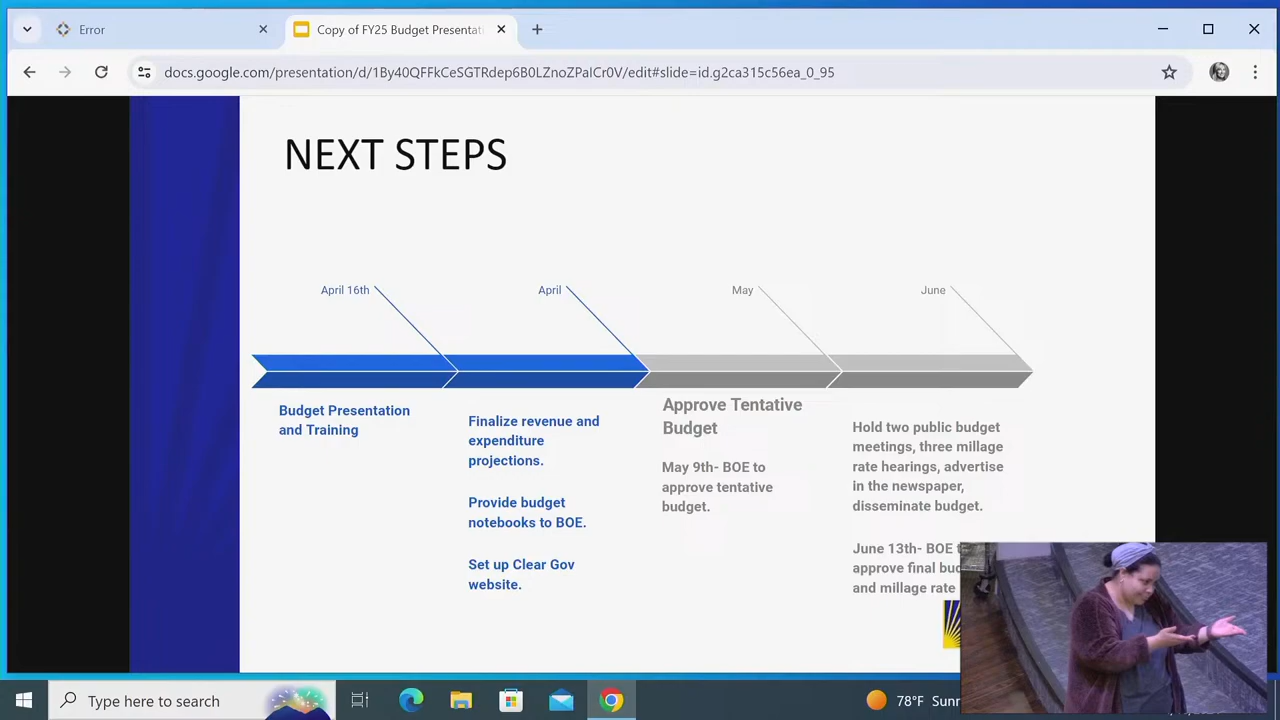 Error
Copy of FY25 Budget Presentat
docs.google.com/presentation/d/1By40QFFkCeSGTRdep6B0LZnoZPaICr0V/edit#slide=id.g2ca315c56ea_0_95
NEXT STEPS
April 16th
April
May
June
Budget Presentation
and Training
Finalize revenue and
expenditure
projections.
Provide budget
notebooks to BOE.
Set up Clear Gov
website.
Approve Tentative
Budget
May 9th- BOE to
approve tentative
budget.
Hold two public budget
meetings, three millage
rate hearings, advertise
in the newspaper,
disseminate budget.
June 13th- BOE
approve final
and millage rate
Type here to search
78°F